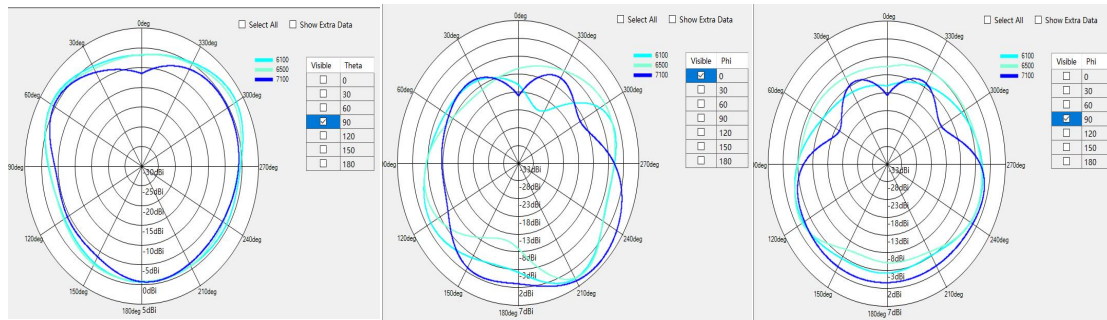 Select All Show Extra Data
0deg
30deg 330deg
6100
6500
7100
Visible Theta
0
30
60
90
120
150
180
60deg 300deg
90deg 270deg
-30dBi
-25dBi
-20dBi
-15dBi
-10dBi
-5dBi
0dBi
120deg 240deg
150deg 210deg
180deg 5dBi
Select All Show Extra Data
0deg
30deg 330deg
6100
6500
7100
Visible Phi
0
30
60
90
120
150
180
60deg 300deg
0deg 270deg
-33dBi
-28dBi
-23dBi
-18dBi
-13dBi
-8dBi
-3dBi
2dBi
120deg 240deg
150deg 210deg
180deg 7dBi
Select All Show Extra Data
0deg
30deg 330deg
6100
6500
7100
Visible Phi
0
30
60
90
120
150
180
60deg 300deg
0deg 270deg
-33dBi
-28dBi
-23dBi
-18dBi
-13dBi
-8dBi
-3dBi
2dBi
120deg 240deg
150deg 210deg
180deg 7dBi